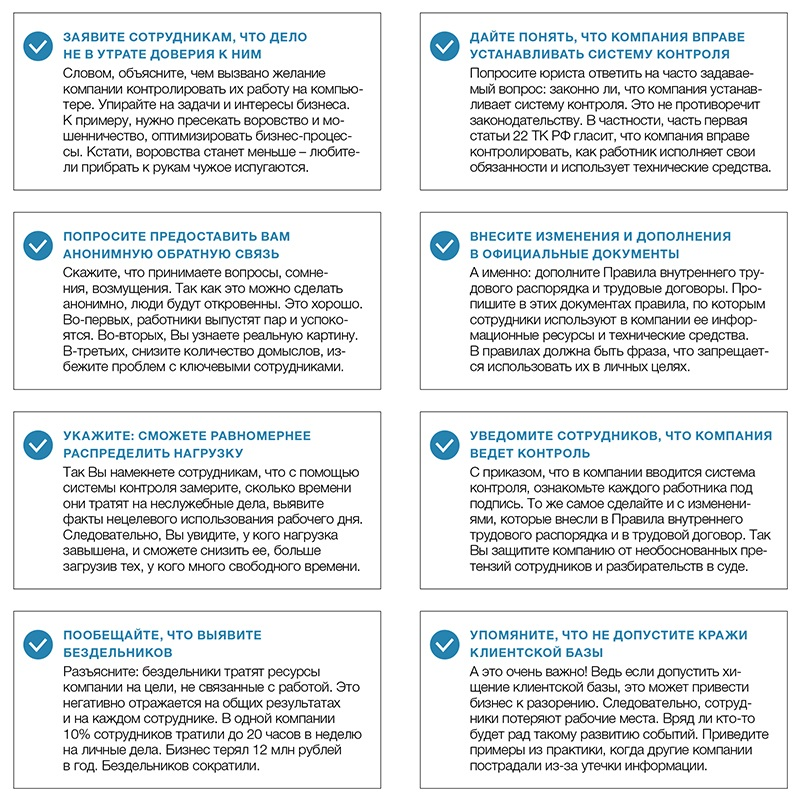 ЗАЯВИТЕ СОТРУДНИКАМ, ЧТО ДЕЛО
НЕ В УТРАТЕ ДОВЕРИЯ К НИМ
Словом, объясните, чем вызвано желание
компании контролировать их работу на компью-
тере. Упирайте на задачи и интересы бизнеса.
К примеру, нужно пресекать воровство и мо-
шенничество, оптимизировать бизнес-процес-
сы. Кстати, воровства станет меньше – любите-
ли прибрать к рукам чужое испугаются.
ДАЙТЕ ПОНЯТЬ, ЧТО КОМПАНИЯ ВПРАВЕ
УСТАНАВЛИВАТЬ СИСТЕМУ КОНТРОЛЯ
Попросите юриста ответить на часто задавае-
мый вопрос: законно ли, что компания устанав-
ливает систему контроля. Это не противоречит
законодательству. В частности, часть первая
статьи 22 ТК РФ гласит, что компания вправе
контролировать, как работник исполняет свои
обязанности и использует технические средства.
ПОПРОСИТЕ ПРЕДОСТАВИТЬ ВАМ
АНОНИМНУЮ ОБРАТНУЮ СВЯЗЬ
Скажите, что принимаете вопросы, сомне-
ния, возмущения. Так как это можно сделать
анонимно, люди будут откровенны. Это хорошо.
Во-первых, работники выпустят пар и успоко-
ятся. Во-вторых, Вы узнаете реальную картину.
В-третьих, снизите количество домыслов, из-
бежите проблем с ключевыми сотрудниками.
ВНЕСИТЕ ИЗМЕНЕНИЯ И ДОПОЛНЕНИЯ
В ОФИЦИАЛЬНЫЕ ДОКУМЕНТЫ
А именно: дополните Правила внутреннего тру-
дового распорядка и трудовые договоры. Про-
пишите в этих документах правила, по которым
сотрудники используют в компании ее инфор-
мационные ресурсы и технические средства.
В правилах должна быть фраза, что запрещает-
ся использовать их в личных целях.
УКАЖИТЕ: СМОЖЕТЕ РАВНОМЕРНЕЕ
РАСПРЕДЕЛИТЬ НАГРУЗКУ
Так Вы намекнете сотрудникам, что с помощью
системы контроля замерите, сколько времени
они тратят на неслужебные дела, выявите
факты нецелевого использования рабочего дня.
Следовательно, Вы увидите, у кого нагрузка
завышена, и сможете снизить ее, больше
загрузив тех, у кого много свободного времени.
УВЕДОМИТЕ СОТРУДНИКОВ, ЧТО КОМПАНИЯ
ВЕДЕТ КОНТРОЛЬ
С приказом, что в компании вводится система
контроля, ознакомьте каждого работника под
подпись. То же самое сделайте и с изменени-
ями, которые внесли в Правила внутреннего
трудового распорядка и в трудовой договор. Так
Вы защитите компанию от необоснованных пре-
тензий сотрудников и разбирательств в суде.
ПООБЕЩАЙТЕ, ЧТО ВЫЯВИТЕ
БЕЗДЕЛЬНИКОВ
Разъясните: бездельники тратят ресурсы
компании на цели, не связанные с работой. Это
негативно отражается на общих результатах
и на каждом сотруднике. В одной компании
10% сотрудников тратили до 20 часов в неделю
на личные дела. Бизнес терял 12 млн рублей
в год. Бездельников сократили.
УПОМЯНИТЕ, ЧТО НЕ ДОПУСТИТЕ КРАЖИ
КЛИЕНТСКОЙ БАЗЫ
А это очень важно! Ведь если допустить хи-
щение клиентской базы, это может привести
бизнес к разорению. Следовательно, сотруд-
ники потеряют рабочие места. Вряд ли кто-то
будет рад такому развитию событий. Приведите
примеры из практики, когда другие компании
пострадали из-за утечки информации.